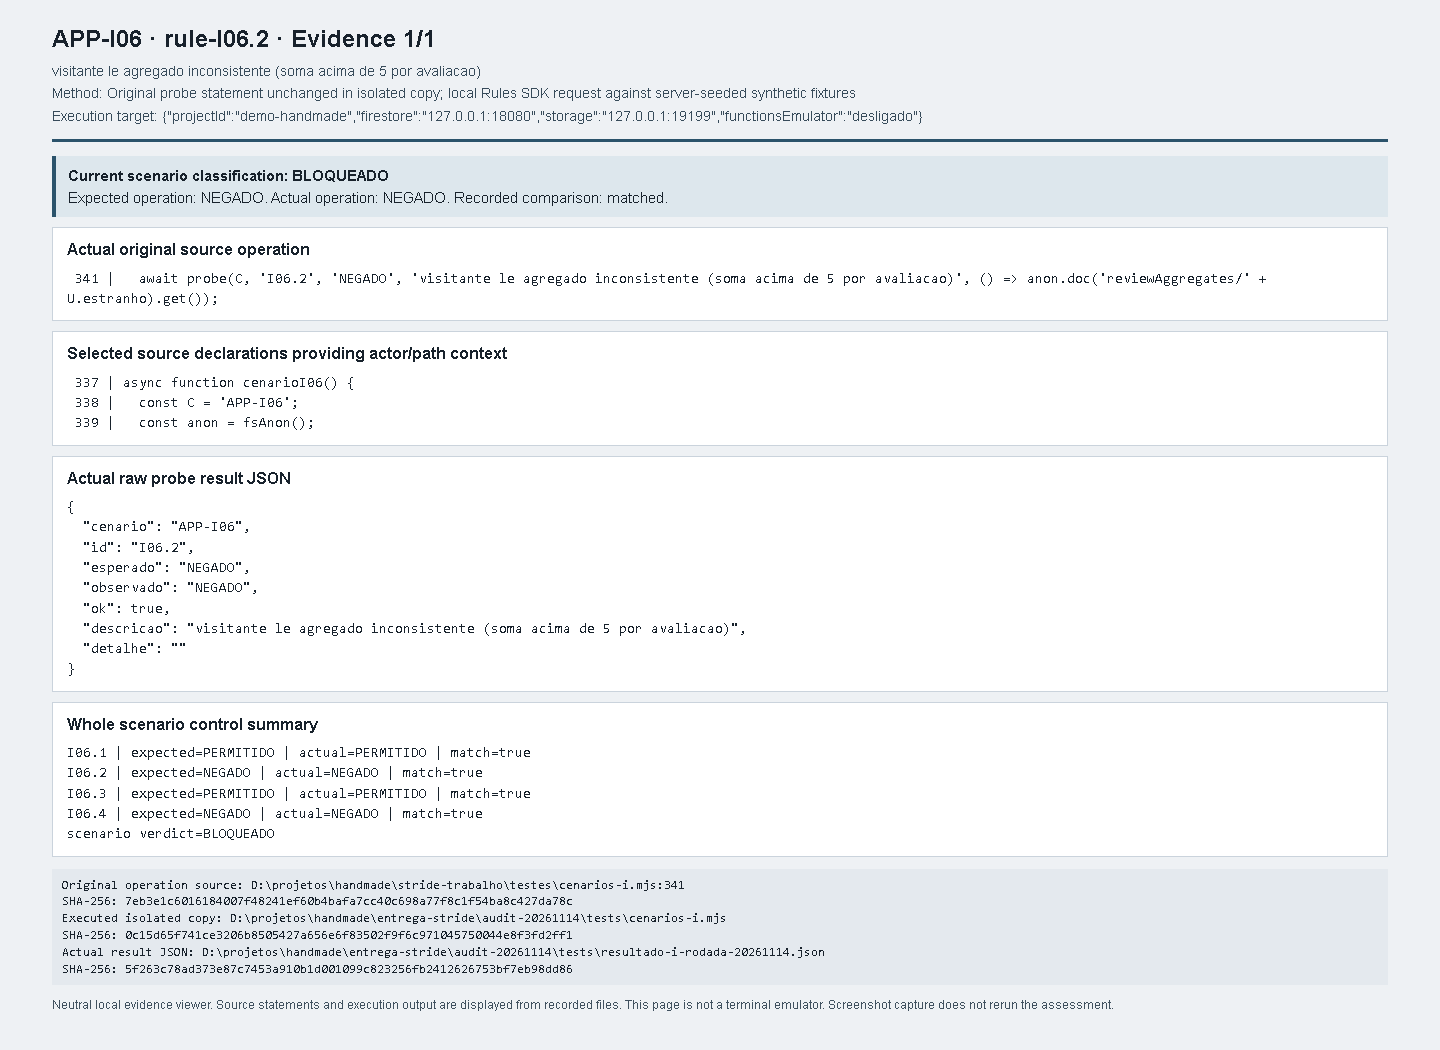 APP-I06 · rule-I06.2 · Evidence 1/1
visitante le agregado inconsistente (soma acima de 5 por avaliacao)
Method: Original probe statement unchanged in isolated copy; local Rules SDK request against server-seeded synthetic fixtures
Execution target: {"projectId":"demo-handmade","firestore":"127.0.0.1:18080","storage":"127.0.0.1:19199","functionsEmulator":"desligado"}
Current scenario classification: BLOQUEADO
Expected operation: NEGADO. Actual operation: NEGADO. Recorded comparison: matched.
Actual original source operation
341 |   await probe(C, 'I06.2', 'NEGADO', 'visitante le agregado inconsistente (soma acima de 5 por avaliacao)', () => anon.doc('reviewAggregates/' +
U.estranho).get());
Selected source declarations providing actor/path context
337 | async function cenarioI06() {
338 |   const C = 'APP-I06';
339 |   const anon = fsAnon();
Actual raw probe result JSON
{
  "cenario": "APP-I06",
  "id": "I06.2",
  "esperado": "NEGADO",
  "observado": "NEGADO",
  "ok": true,
  "descricao": "visitante le agregado inconsistente (soma acima de 5 por avaliacao)",
  "detalhe": ""
}
Whole scenario control summary
I06.1 | expected=PERMITIDO | actual=PERMITIDO | match=true
I06.2 | expected=NEGADO | actual=NEGADO | match=true
I06.3 | expected=PERMITIDO | actual=PERMITIDO | match=true
I06.4 | expected=NEGADO | actual=NEGADO | match=true
scenario verdict=BLOQUEADO
Original operation source: D:\projetos\handmade\stride-trabalho\testes\cenarios-i.mjs:341
SHA-256: 7eb3e1c6016184007f48241ef60b4bafa7cc40c698a77f8c1f54ba8c427da78c
Executed isolated copy: D:\projetos\handmade\entrega-stride\audit-20261114\tests\cenarios-i.mjs
SHA-256: 0c15d65f741ce3206b8505427a656e6f83502f9f6c971045750044e8f3fd2ff1
Actual result JSON: D:\projetos\handmade\entrega-stride\audit-20261114\tests\resultado-i-rodada-20261114.json
SHA-256: 5f263c78ad373e87c7453a910b1d001099c823256fb2412626753bf7eb98dd86
Neutral local evidence viewer. Source statements and execution output are displayed from recorded files. This page is not a terminal emulator. Screenshot capture does not rerun the assessment.